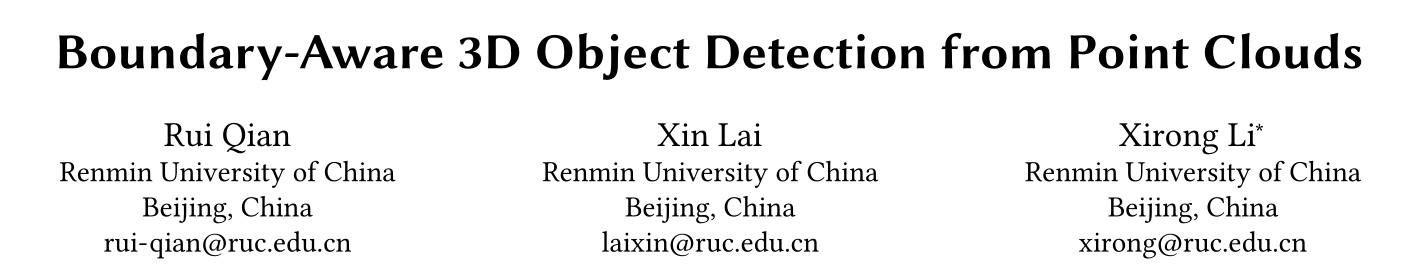 Boundary-Aware 3D Object Detection from Point Clouds
Rui Qian
Renmin University of China
Beijing, China
rui-qian@ruc.edu.cn
Xin Lai
Renmin University of China
Beijing, China
laixin@ruc.edu.cn
Xirong Li*
Renmin University of China
Beijing, China
xirong@ruc.edu.cn